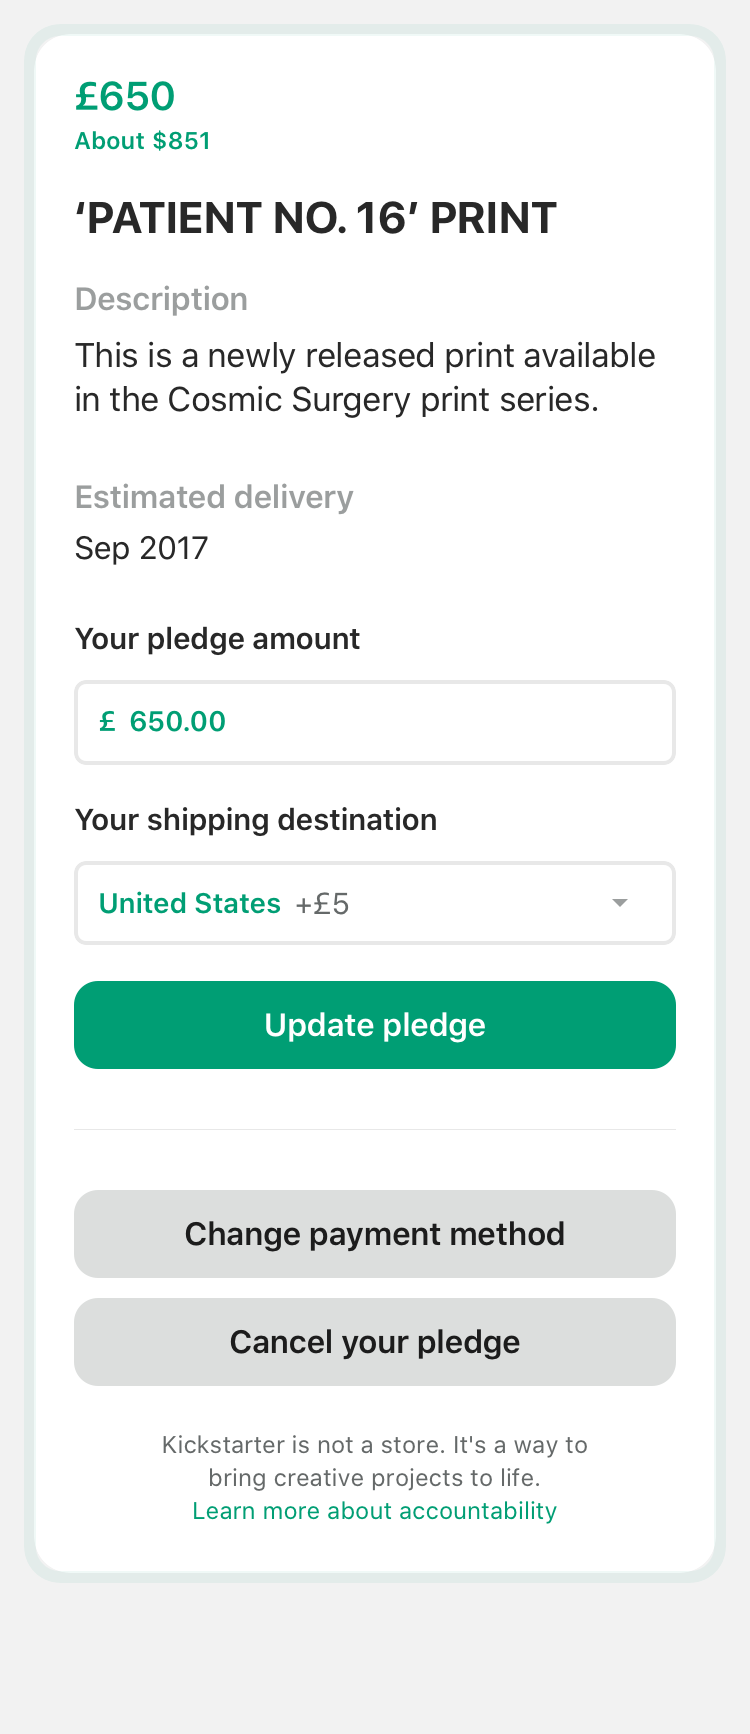 £650
About $851
‘PATIENT NO. 16’ PRINT
Description
This is a newly released print available
in the Cosmic Surgery print series.
Estimated delivery
Sep 2017
Your pledge amount
£ 650.00
Your shipping destination
United States +£5
Update pledge
Change payment method
Cancel your pledge
Kickstarter is not a store. It's a way to
bring creative projects to life.
Learn more about accountability